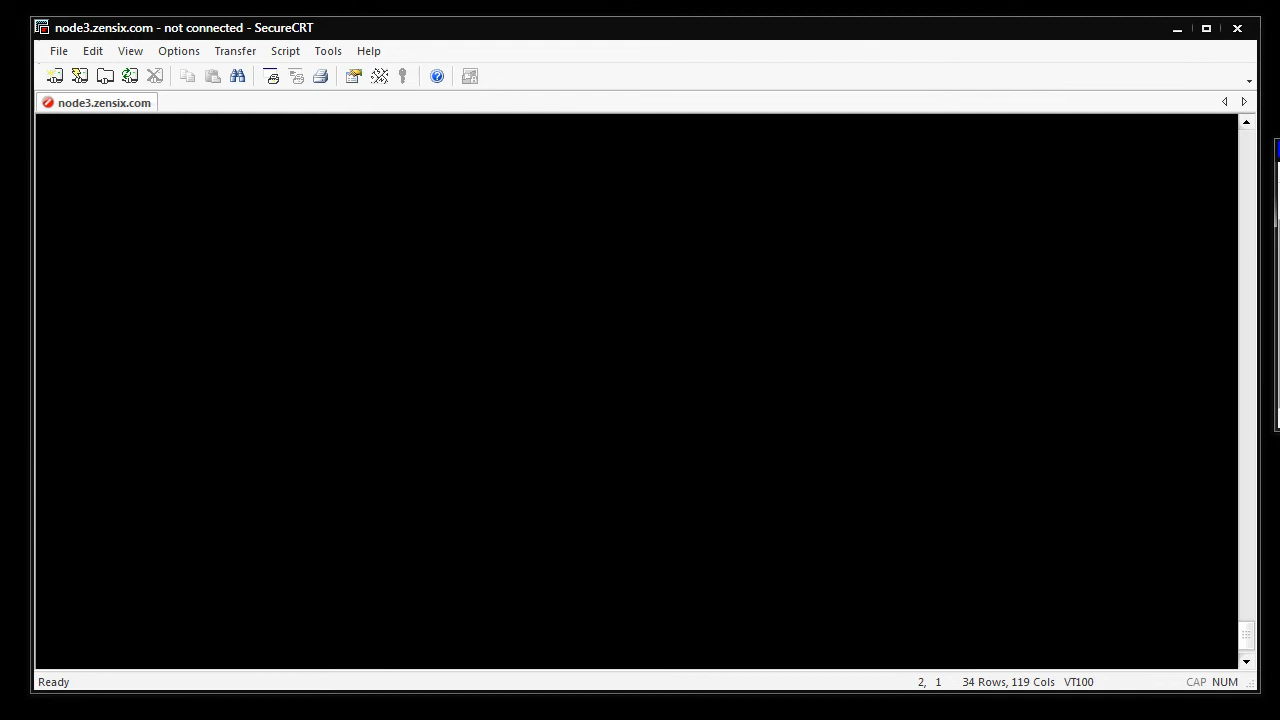 node3.zensix.com - not connected - SecureCRT
File Edit View Options Transfer Script Tools Help
node3.zensix.com
Ready 2, 1 34 Rows, 119 Cols VT100 CAP NUM